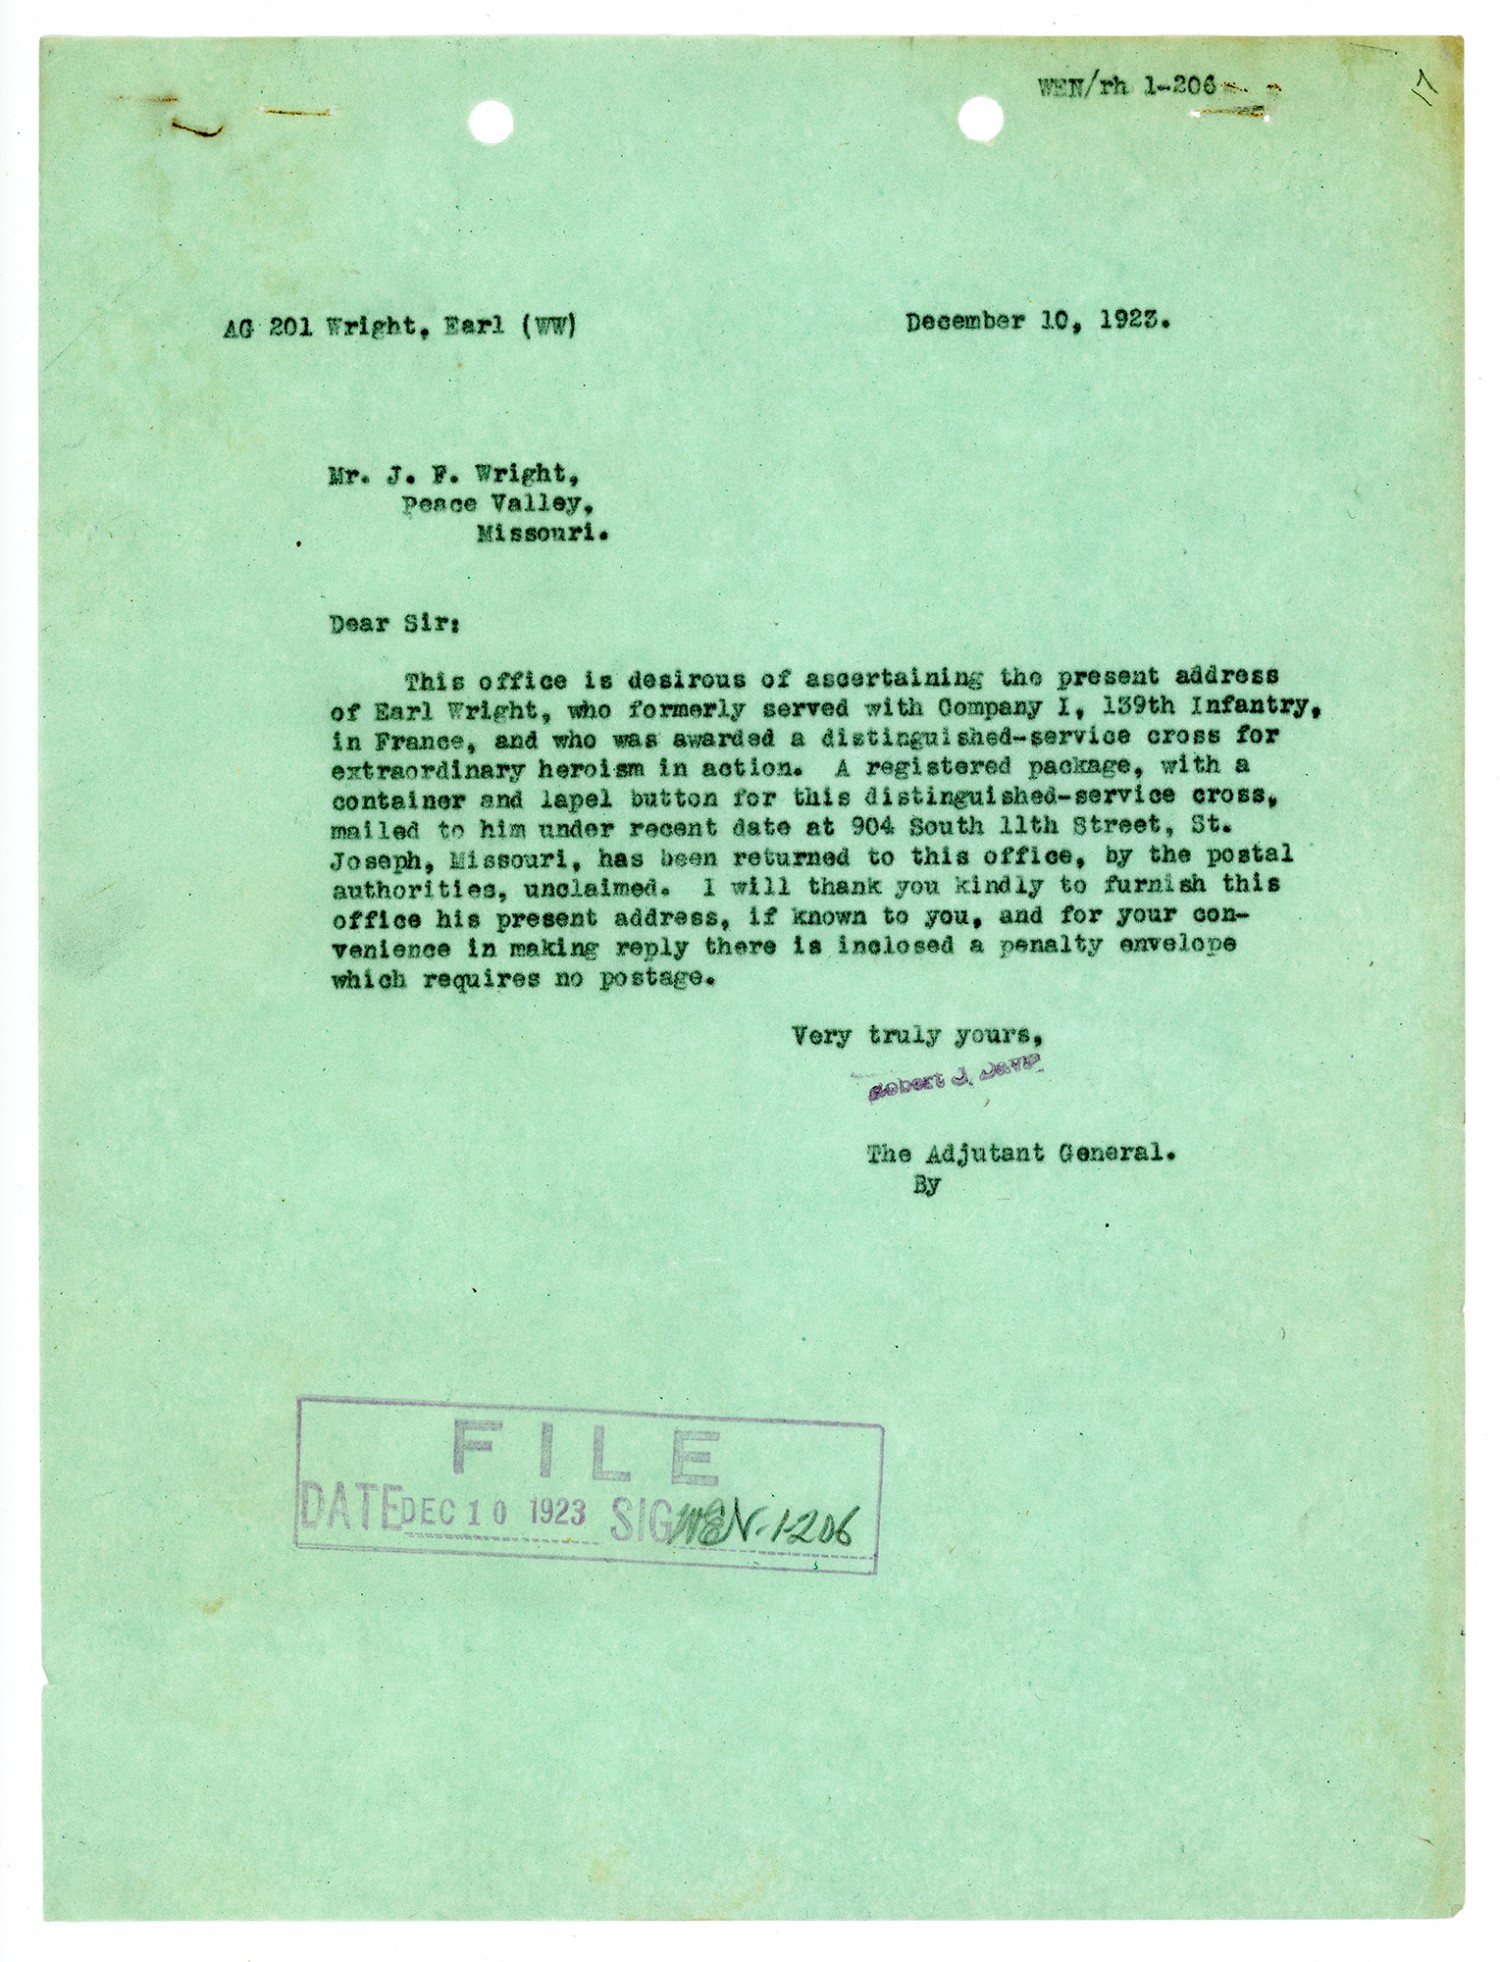 WEN/rh 1-206
17
AG 201 Wright, Earl (WW)
December 10, 1923.
Mr. J. F. Wright,
Peace Valley,
Missouri.
Dear Sir:
This office is desirous of ascertaining the present address
of Earl Wright, who formerly served with Company I, 139th Infantry,
in France, and who was awarded a distinguished-service cross for
extraordinary heroism in action. A registered package, with a
container and lapel button for this distinguished-service cross,
mailed to him under recent date at 904 South 11th Street, St.
Joseph, Missouri, has been returned to this office, by the postal
authorities, unclaimed. I will thank you kindly to furnish this
office his present address, if known to you, and for your con-
venience in making reply there is inclosed a penalty envelope
which requires no postage.
Very truly yours,
Robert J. Davis
The Adjutant General.
By
FILE
DATE DEC 10 1923 SIG WEN-1-206